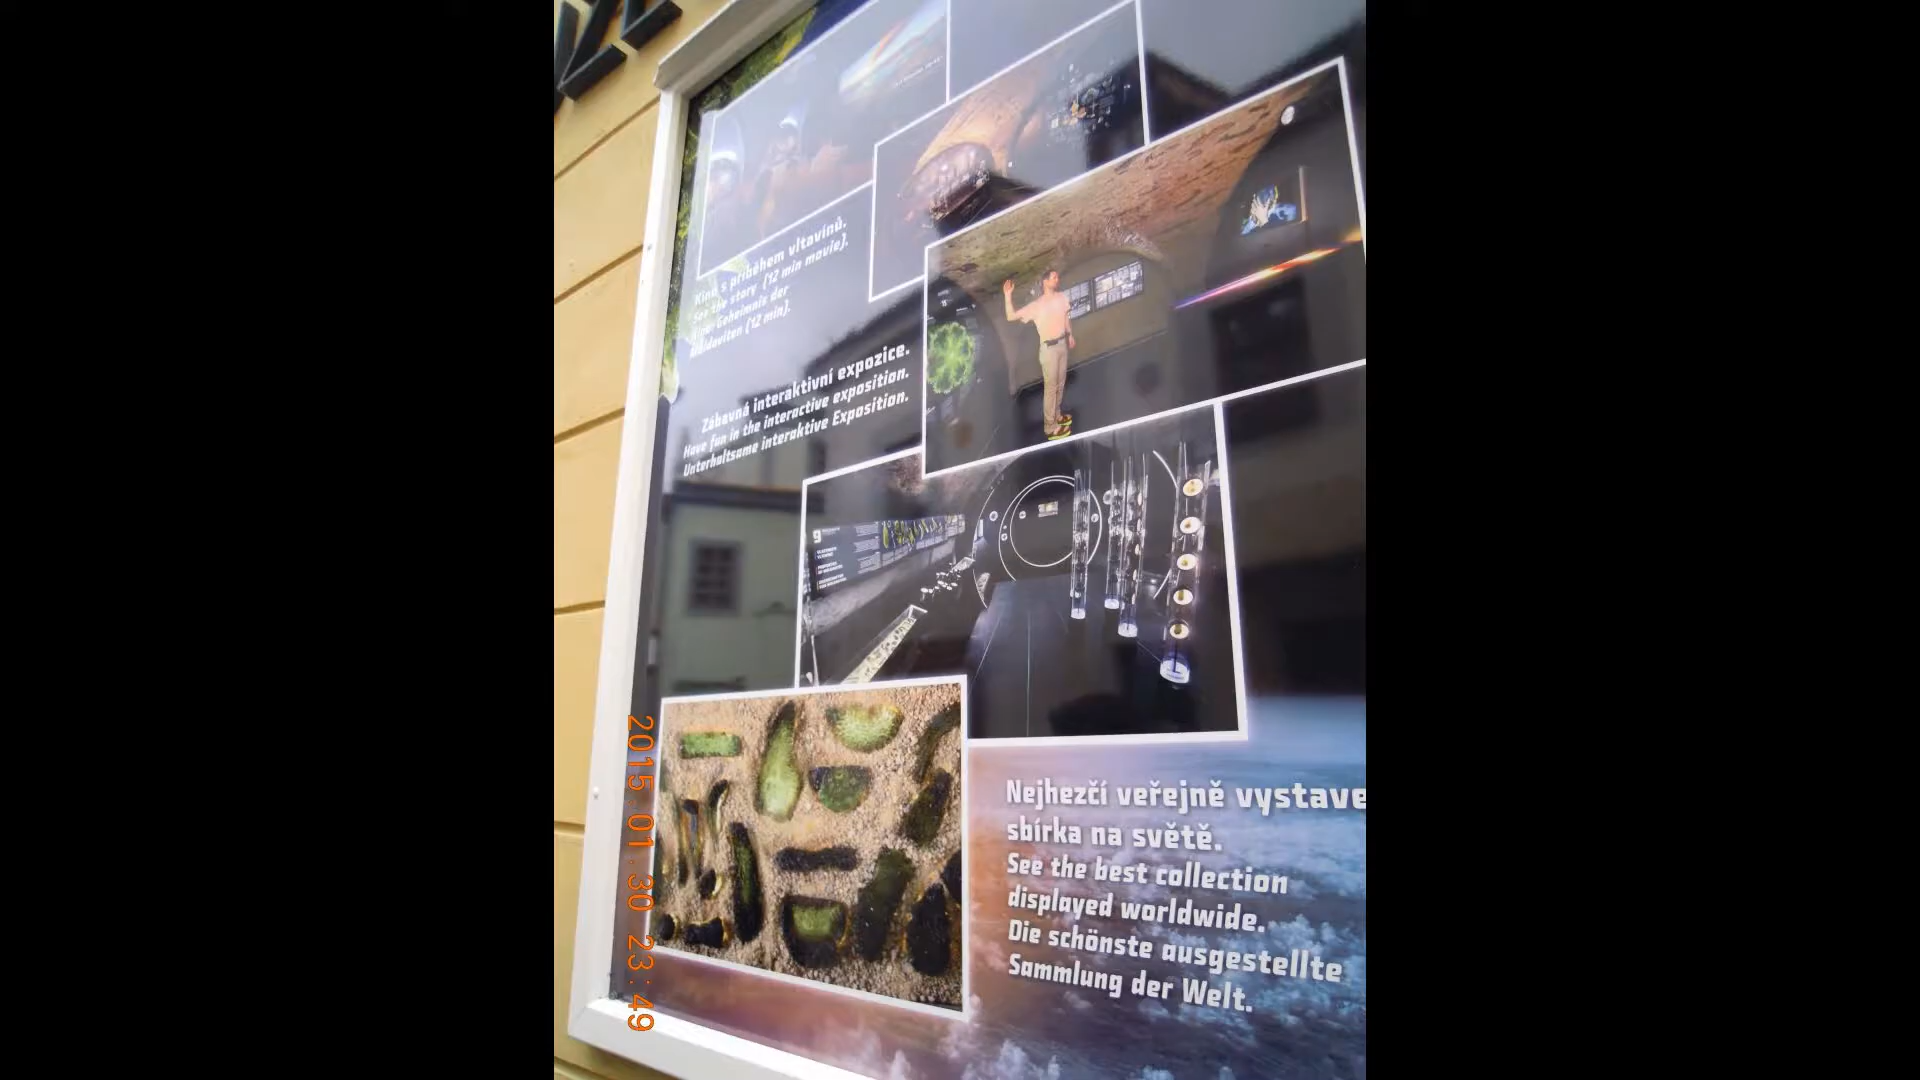 Kino s příběhem vltavínů.
See the story (12 min movie).
Kino: Geheimnis der
Moldaviten (12 min).
Zábavná interaktivní expozice.
Have fun in the interactive exposition.
Unterhaltsame interaktive Exposition.
9
Nejhezčí veřejně vystave
sbírka na světě.
See the best collection
displayed worldwide.
Die schönste ausgestellte
Sammlung der Welt.
2015.01.30 23:49